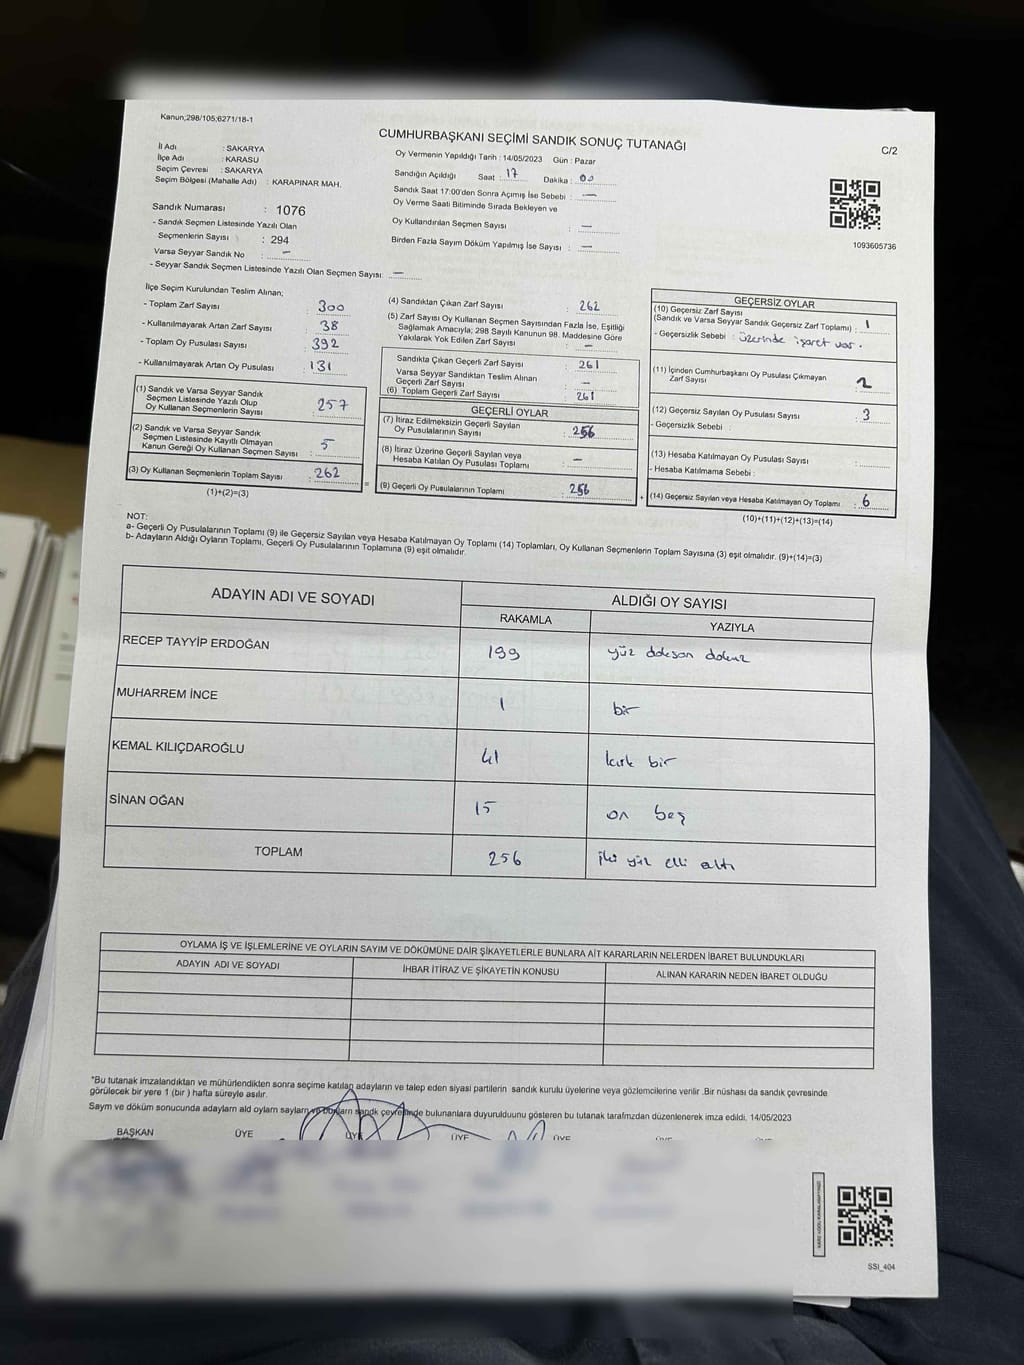 Kanun;298/105;6271/18-1
CUMHURBAŞKANI SEÇİMİ SANDIK SONUÇ TUTANAĞI
C/2
İl Adı : SAKARYA
İlçe Adı : KARASU
Seçim Çevresi : SAKARYA
Seçim Bölgesi (Mahalle Adı) : KARAPINAR MAH.
Sandık Numarası : 1076
- Sandık Seçmen Listesinde Yazılı Olan
Seçmenlerin Sayısı : 294
Varsa Seyyar Sandık No : –
- Seyyar Sandık Seçmen Listesinde Yazılı Olan Seçmen Sayısı: –
Oy Vermenin Yapıldığı Tarih : 14/05/2023 Gün : Pazar
Sandığın Açıldığı Saat : 17 Dakika : 00
Sandık Saat 17:00'den Sonra Açımış İse Sebebi : –
Oy Verme Saati Bitiminde Sırada Bekleyen ve
Oy Kullandırılan Seçmen Sayısı : –
Birden Fazla Sayım Döküm Yapılmış İse Sayısı : –
1093605736
İlçe Seçim Kurulundan Teslim Alınan;
- Toplam Zarf Sayısı : 300
- Kullanılmayarak Artan Zarf Sayısı : 38
- Toplam Oy Pusulası Sayısı : 392
- Kullanılmayarak Artan Oy Pusulası : 131
(1) Sandık ve Varsa Seyyar Sandık
Seçmen Listesinde Yazılı Olup
Oy Kullanan Seçmenlerin Sayısı : 257
(2) Sandık ve Varsa Seyyar Sandık
Seçmen Listesinde Kayıtlı Olmayan
Kanun Gereği Oy Kullanan Seçmen Sayısı : 5
(3) Oy Kullanan Seçmenlerin Toplam Sayısı : 262
(1)+(2)=(3)
=
(4) Sandıktan Çıkan Zarf Sayısı : 262
(5) Zarf Sayısı Oy Kullanan Seçmen Sayısından Fazla İse, Eşitliği
Sağlamak Amacıyla; 298 Sayılı Kanunun 98. Maddesine Göre
Yakılarak Yok Edilen Zarf Sayısı : –
Sandıkta Çıkan Geçerli Zarf Sayısı : 261
Varsa Seyyar Sandıktan Teslim Alınan
Geçerli Zarf Sayısı : –
(6) Toplam Geçerli Zarf Sayısı : 261
GEÇERLİ OYLAR
(7) İtiraz Edilmeksizin Geçerli Sayılan
Oy Pusulalarının Sayısı : 256
(8) İtiraz Üzerine Geçerli Sayılan veya
Hesaba Katılan Oy Pusulası Toplamı : –
(9) Geçerli Oy Pusulalarının Toplamı : 256
+
GEÇERSİZ OYLAR
(10) Geçersiz Zarf Sayısı
(Sandık ve Varsa Seyyar Sandık Geçersiz Zarf Toplamı) : 1
- Geçersizlik Sebebi : üzerinde işaret var.
(11) İçinden Cumhurbaşkanı Oy Pusulası Çıkmayan
Zarf Sayısı : 2
(12) Geçersiz Sayılan Oy Pusulası Sayısı : 3
- Geçersizlik Sebebi :
(13) Hesaba Katılmayan Oy Pusulası Sayısı :
- Hesaba Katılmama Sebebi :
(14) Geçersiz Sayılan veya Hesaba Katılmayan Oy Toplamı : 6
(10)+(11)+(12)+(13)=(14)
NOT:
a- Geçerli Oy Pusulalarının Toplamı (9) ile Geçersiz Sayılan veya Hesaba Katılmayan Oy Toplamı (14) Toplamları, Oy Kullanan Seçmenlerin Toplam Sayısına (3) eşit olmalıdır. (9)+(14)=(3)
b- Adayların Aldığı Oyların Toplamı, Geçerli Oy Pusulalarının Toplamına (9) eşit olmalıdır.
ADAYIN ADI VE SOYADI ALDIĞI OY SAYISI
RAKAMLA YAZIYLA
RECEP TAYYİP ERDOĞAN 199 yüz doksan dokuz
MUHARREM İNCE 1 bir
KEMAL KILIÇDAROĞLU 41 kırk bir
SİNAN OĞAN 15 on beş
TOPLAM 256 iki yüz elli altı
OYLAMA İŞ VE İŞLEMLERİNE VE OYLARIN SAYIM VE DÖKÜMÜNE DAİR ŞİKAYETLERLE BUNLARA AİT KARARLARIN NELERDEN İBARET BULUNDUKLARI
ADAYIN ADI VE SOYADI İHBAR İTİRAZ VE ŞİKAYETİN KONUSU ALINAN KARARIN NEDEN İBARET OLDUĞU
*Bu tutanak imzalandıktan ve mühürlendikten sonra seçime katılan adayların ve talep eden siyasi partilerin sandık kurulu üyelerine veya gözlemcilerine verilir .Bir nüshası da sandık çevresinde
görülecek bir yere 1 (bir ) hafta süreyle asılır.
Sayım ve döküm sonucunda adayların ald oyların sayları ve bunların sandk çevresinde bulunanlara duyurulduunu gösteren bu tutanak tarafmzdan düzenlenerek imza edildi. 14/05/2023
BAŞKAN ÜYE ÜYE ÜYE ÜYE
SSİ_404